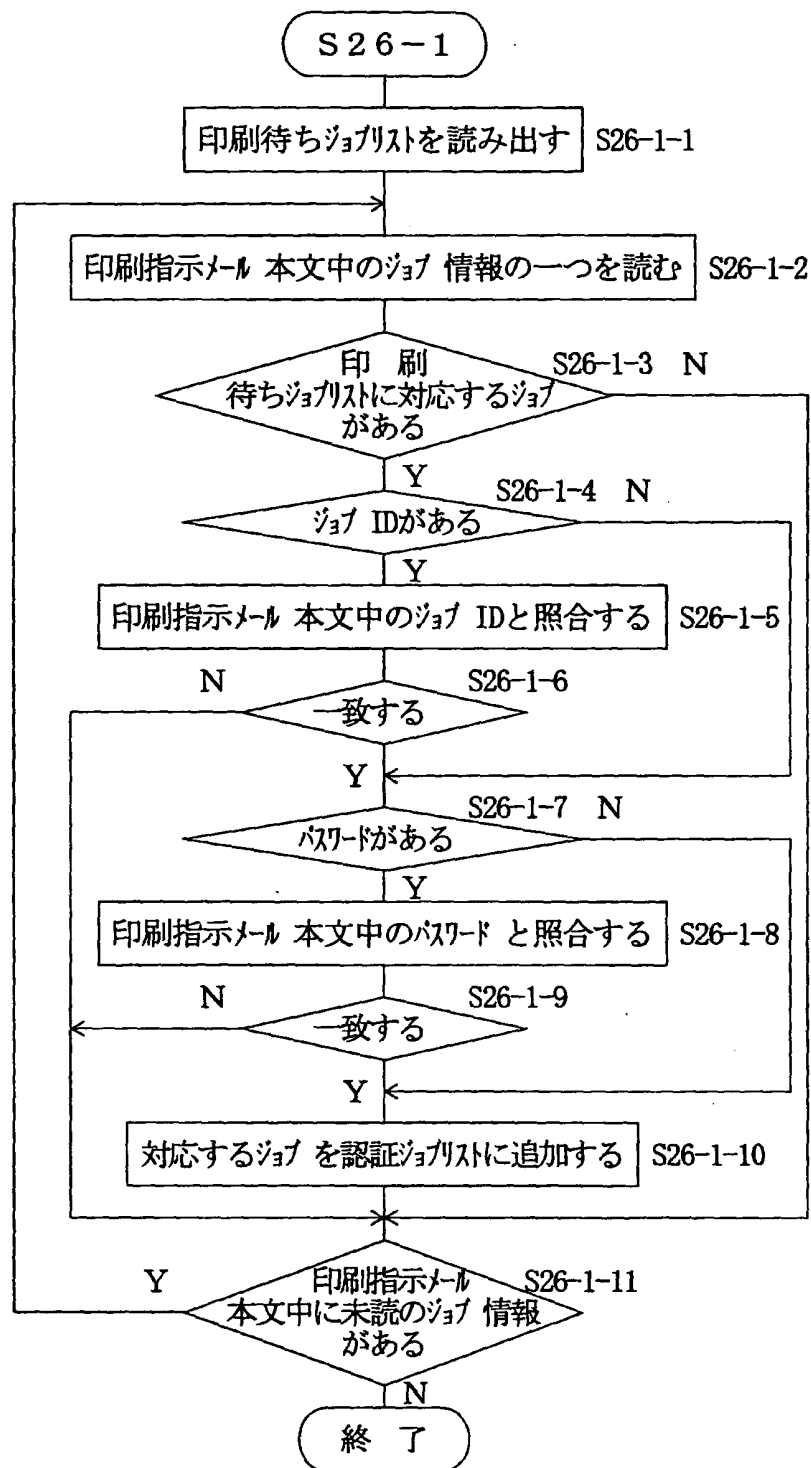 S26-1
印刷待ちジョブリストを読み出す S26-1-1
印刷指示メール 本文中のジョブ 情報の一つを読む S26-1-2
印 刷 S26-1-3 N
待ちジョブリストに対応するジョブ
がある
Y
S26-1-4 N
ジョブ IDがある
Y
印刷指示メール 本文中のジョブ IDと照合する S26-1-5
N S26-1-6
一致する
Y
S26-1-7 N
パスワードがある
Y
印刷指示メール 本文中のパスワード と照合する S26-1-8
N S26-1-9
一致する
Y
対応するジョブ を認証ジョブリストに追加する S26-1-10
Y 印刷指示メール S26-1-11
本文中に未読のジョブ 情報
がある
N
終 了